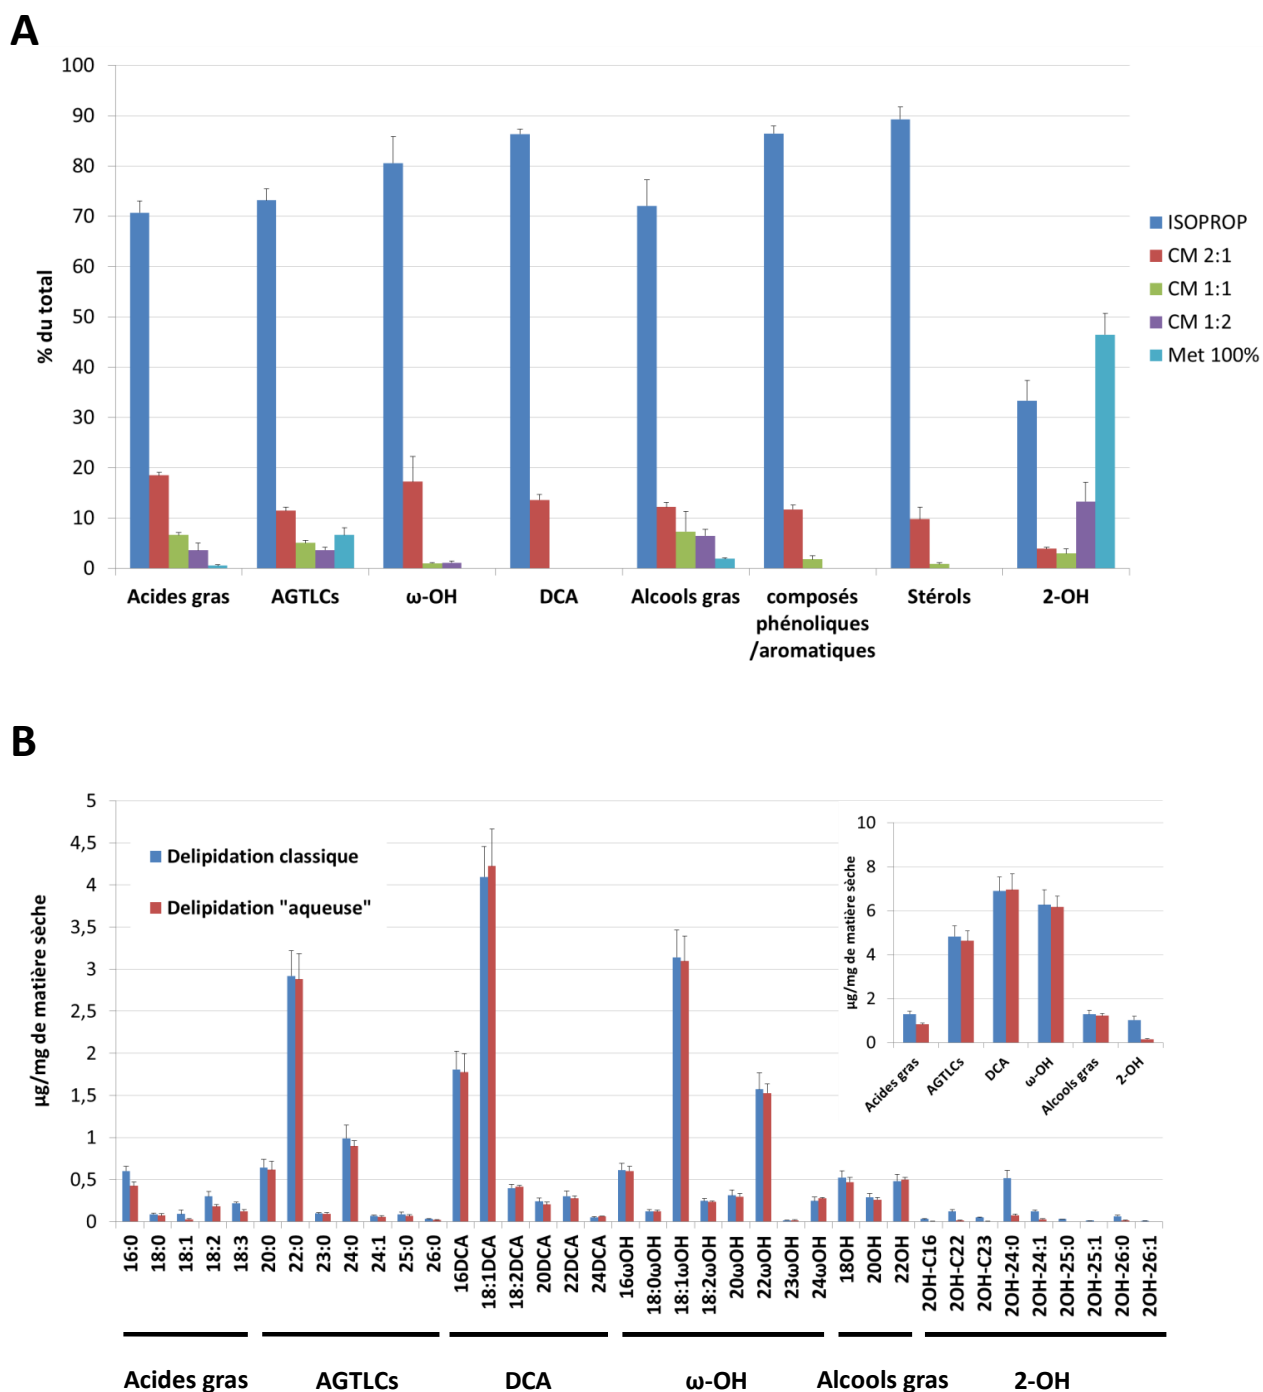 A
100
90
80
70
60
50
40
30
20
10
0
% du total
Acides gras
AGTLCs
ω-OH
DCA
Alcools gras
composés
phénoliques
/aromatiques
Stérols
2-OH
ISOPROP
CM 2:1
CM 1:1
CM 1:2
Met 100%
B
5
4,5
4
3,5
3
2,5
2
1,5
1
0,5
0
µg/mg de matière sèche
Delipidation classique
Delipidation "aqueuse"
10
8
6
4
2
0
µg/mg de matière sèche
Acides gras
AGTLCs
DCA
ω-OH
Alcools gras
2-OH
16:0
18:0
18:1
18:2
18:3
20:0
22:0
23:0
24:0
24:1
25:0
26:0
16DCA
18:1DCA
18:2DCA
20DCA
22DCA
24DCA
16ωOH
18:0ωOH
18:1ωOH
18:2ωOH
20ωOH
22ωOH
23ωOH
24ωOH
18OH
20OH
22OH
2OH-C16
2OH-C22
2OH-C23
2OH-24:0
2OH-24:1
2OH-25:0
2OH-25:1
2OH-26:0
2OH-26:1
Acides gras
AGTLCs
DCA
ω-OH
Alcools gras
2-OH